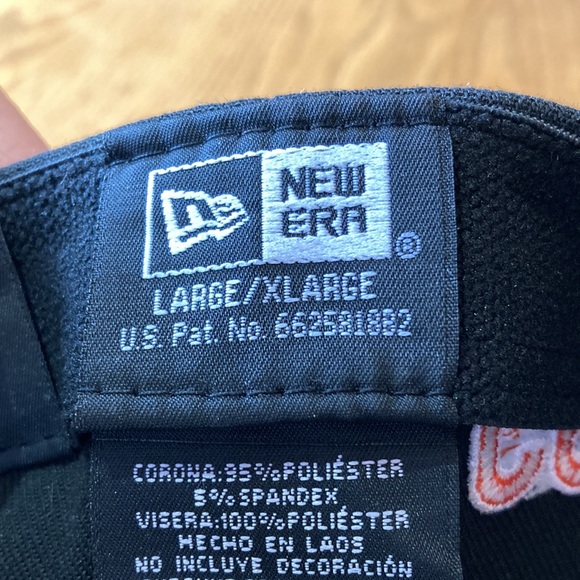 NEW
ERA
®
LARGE/XLARGE
U.S. Pat. No.
CORONA:95%POLIÉSTER
5%SPANDEX
VISERA:100%POLIÉSTER
HECHO EN LAOS
NO INCLUYE DECORACIÓN